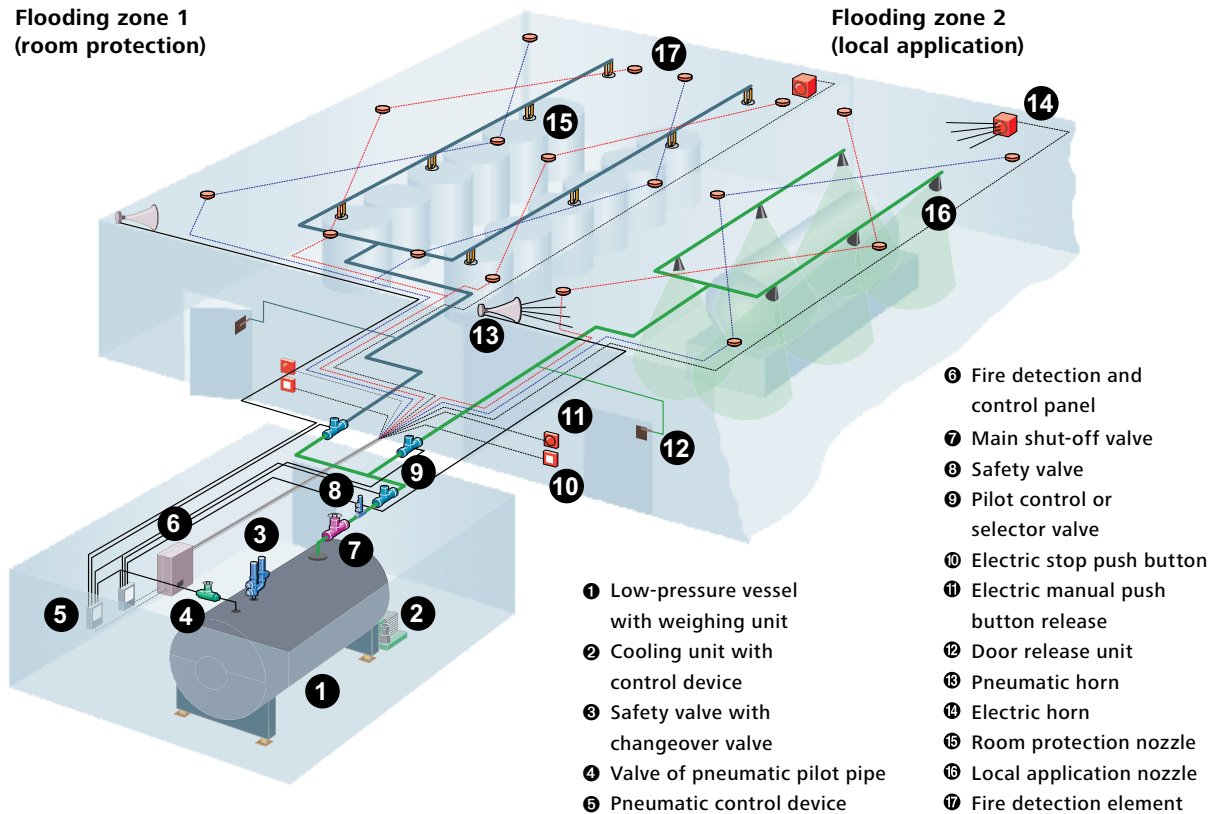 Flooding zone 1
(room protection)
Flooding zone 2
(local application)
17
14
15
16
13
11
12
10
9
8
6
3
7
5
4
2
1
❶ Low-pressure vessel
with weighing unit
❷ Cooling unit with
control device
❸ Safety valve with
changeover valve
❹ Valve of pneumatic pilot pipe
❺ Pneumatic control device
❻ Fire detection and
control panel
❼ Main shut-off valve
❽ Safety valve
❾ Pilot control or
selector valve
❿ Electric stop push button
⓫ Electric manual push
button release
⓬ Door release unit
⓭ Pneumatic horn
⓮ Electric horn
⓯ Room protection nozzle
⓰ Local application nozzle
⓱ Fire detection element